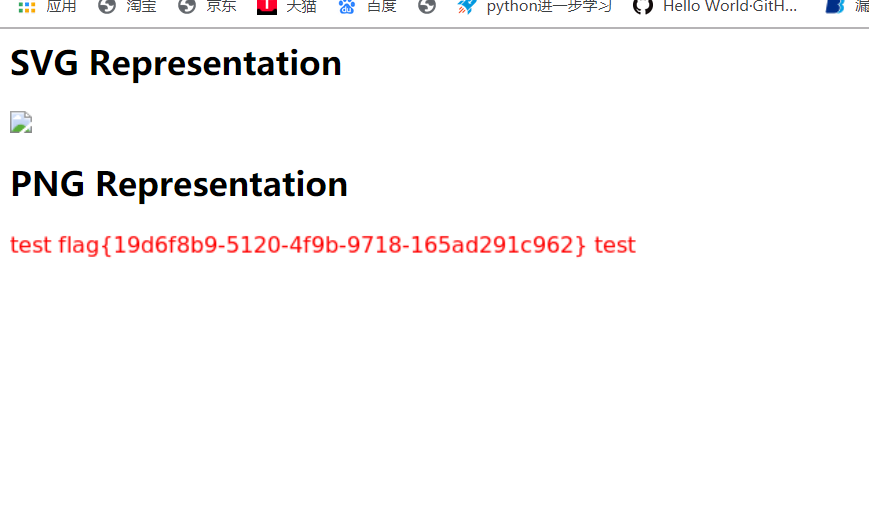 应用 淘宝 京东 天猫 百度 python进一步学习 Hello World·GitH... 漏
SVG Representation
PNG Representation
test flag{19d6f8b9-5120-4f9b-9718-165ad291c962} test